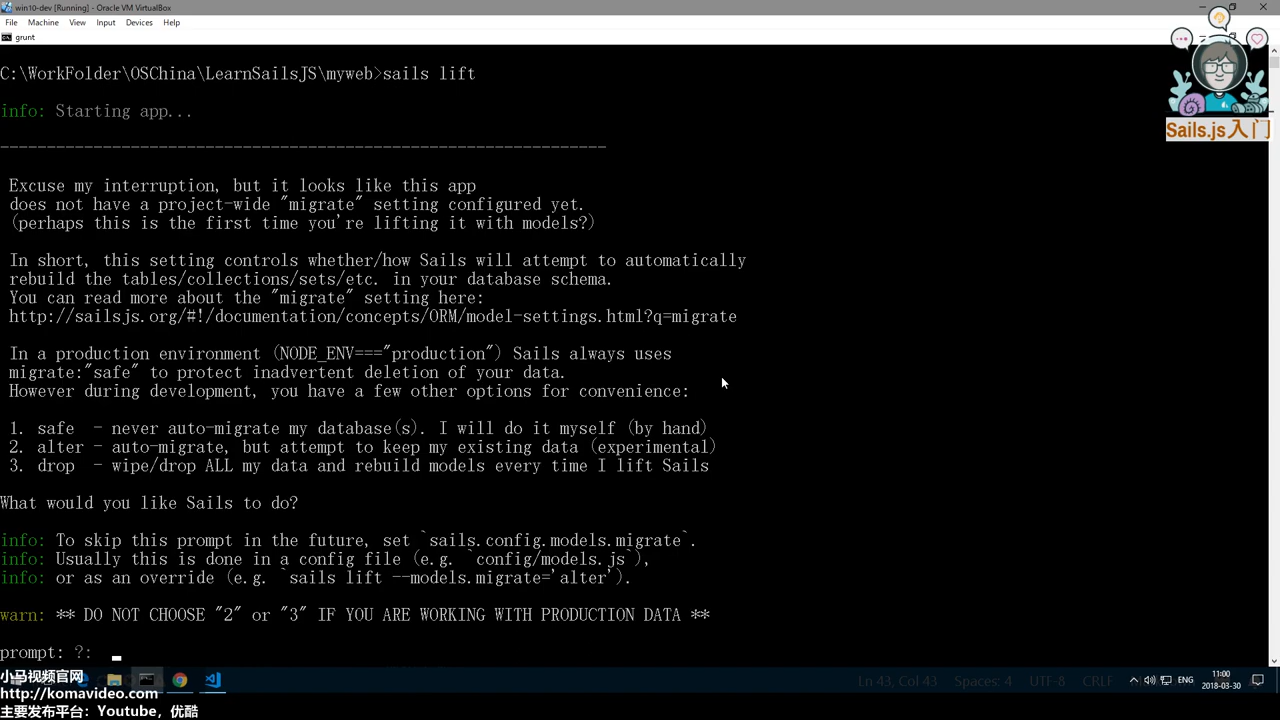 win10-dev [Running] - Oracle VM VirtualBox
File Machine View Input Devices Help
grunt
C:\WorkFolder\OSChina\LearnSailsJS\myweb>sails lift
info: Starting app...
-----------------------------------------------------------------
Excuse my interruption, but it looks like this app
does not have a project-wide "migrate" setting configured yet.
(perhaps this is the first time you're lifting it with models?)
In short, this setting controls whether/how Sails will attempt to automatically
rebuild the tables/collections/sets/etc. in your database schema.
You can read more about the "migrate" setting here:
http://sailsjs.org/#!/documentation/concepts/ORM/model-settings.html?q=migrate
In a production environment (NODE_ENV==="production") Sails always uses
migrate:"safe" to protect inadvertent deletion of your data.
However during development, you have a few other options for convenience:
1. safe - never auto-migrate my database(s). I will do it myself (by hand)
2. alter - auto-migrate, but attempt to keep my existing data (experimental)
3. drop - wipe/drop ALL my data and rebuild models every time I lift Sails
What would you like Sails to do?
info: To skip this prompt in the future, set `sails.config.models.migrate`.
info: Usually this is done in a config file (e.g. `config/models.js`),
info: or as an override (e.g. `sails lift --models.migrate='alter').
warn: ** DO NOT CHOOSE "2" or "3" IF YOU ARE WORKING WITH PRODUCTION DATA **
prompt: ?:
Sails.js入门
小马视频官网
http://komavideo.com
主要发布平台：Youtube，优酷
Ln 43, Col 43 Spaces: 4 UTF-8 CRLF
ENG
11:00
2018-03-30